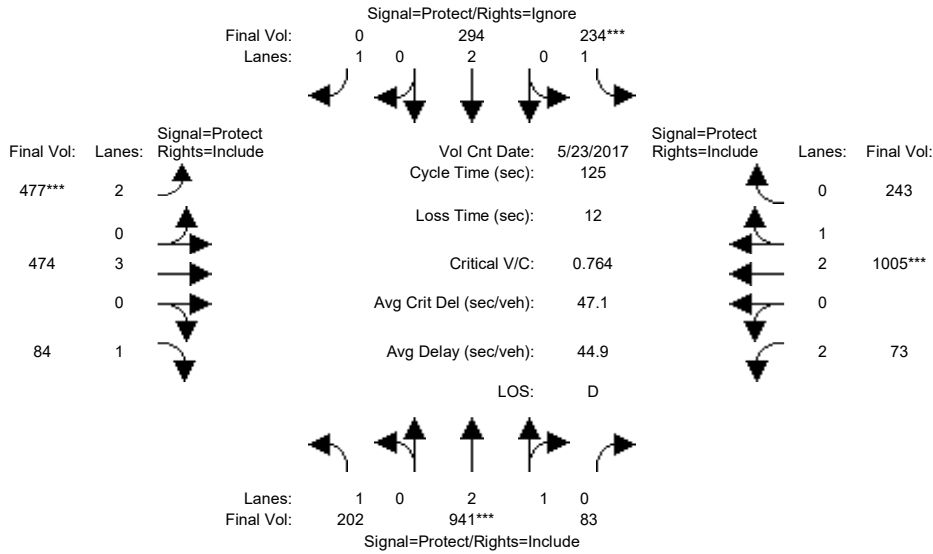 Signal=Protect/Rights=Ignore
Final Vol: 0 294 234***
Lanes: 1 0 2 0 1
Signal=Protect
Final Vol: Lanes: Rights=Include
Vol Cnt Date: 5/23/2017
Signal=Protect
Rights=Include Lanes: Final Vol:
Cycle Time (sec): 125
477*** 2
0 243
Loss Time (sec): 12
0
1
474 3
Critical V/C: 0.764
2 1005***
0
Avg Crit Del (sec/veh): 47.1
0
84 1
Avg Delay (sec/veh): 44.9
2 73
LOS: D
Lanes: 1 0 2 1 0
Final Vol: 202 941*** 83
Signal=Protect/Rights=Include